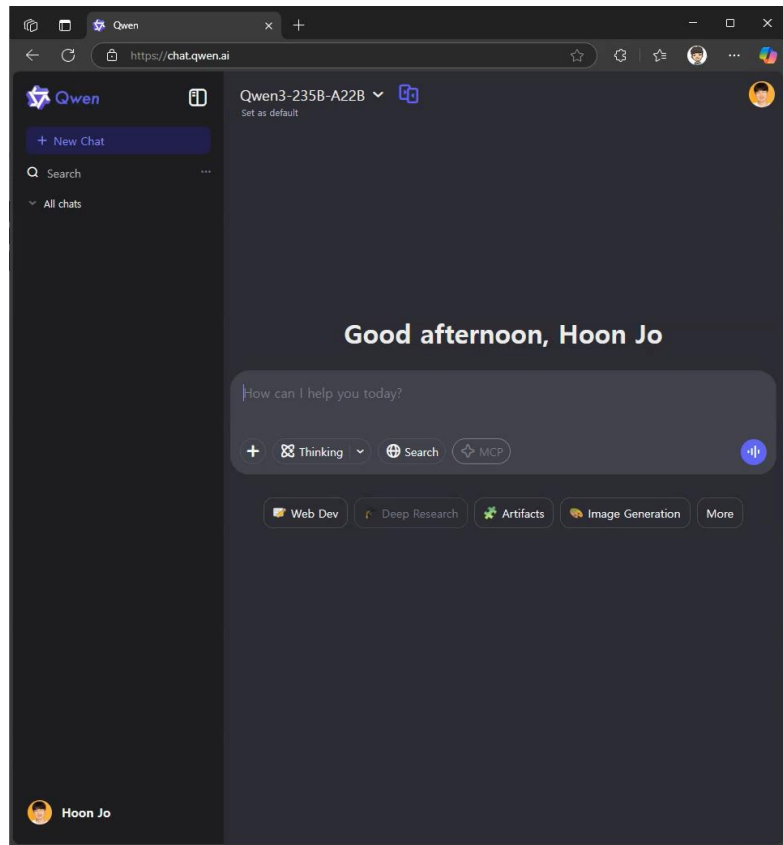 Qwen
https://chat.qwen.ai
Qwen
+ New Chat
Search
All chats
Qwen3-235B-A22B
Set as default
Good afternoon, Hoon Jo
How can I help you today?
Thinking
Search
MCP
Web Dev
Deep Research
Artifacts
Image Generation
More
Hoon Jo